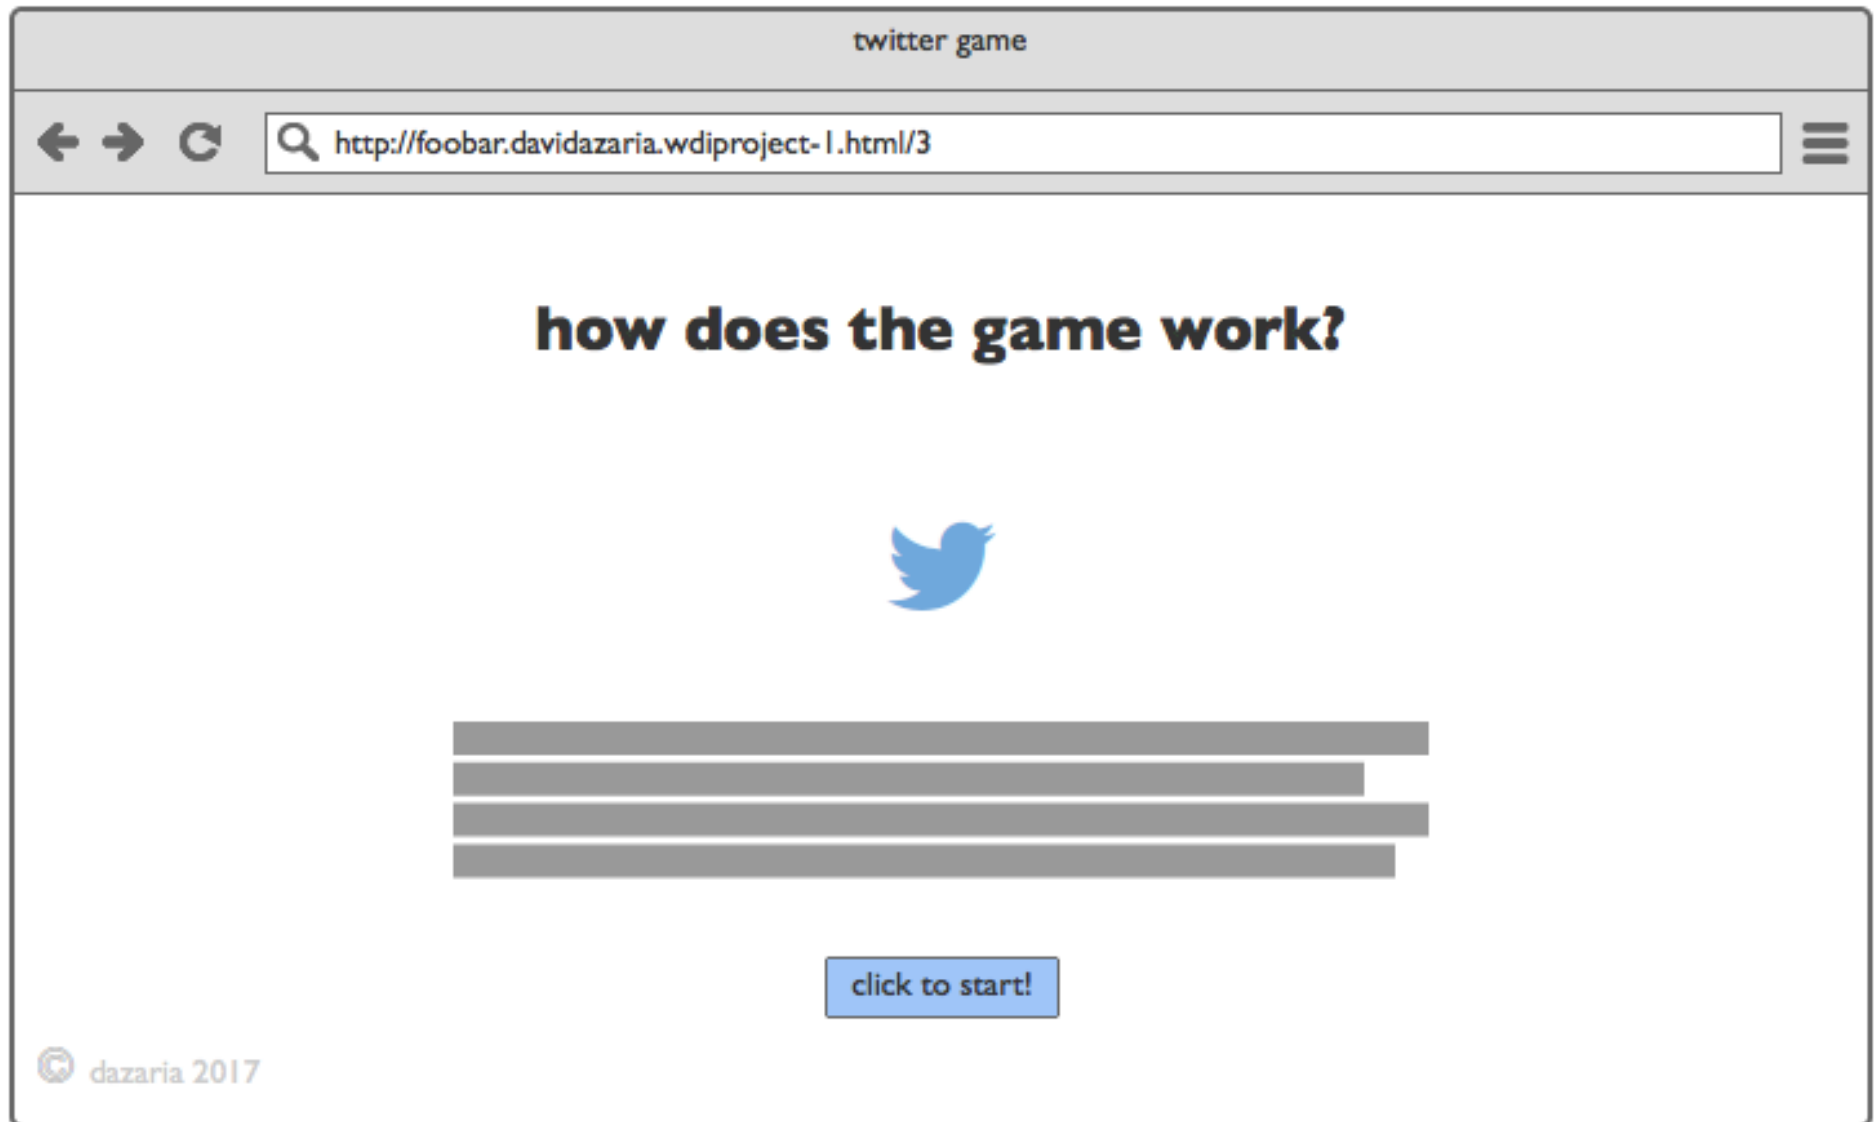 twitter game
http://foobar.davidazaria.wdiproject-1.html/3
how does the game work?
click to start!
© dazaria 2017